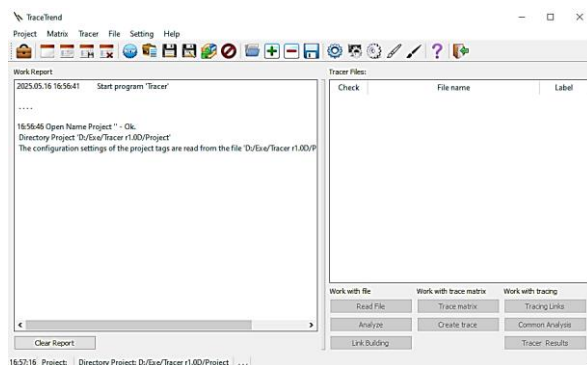 TraceTrend
Project Matrix Tracer File Setting Help
Work Report
2025.05.16 16:56:41 Start program 'Tracer'
....
16:56:46 Open Name Project '' - Ok.
Directory Project 'D:/Exe/Tracer r1.0D/Project'
The configuration settings of the project tags are read from the file 'D:/Exe/Tracer r1.0D/P
Clear Report
Tracer Files:
Check File name Label
Work with file Work with trace matrix Work with tracing
Read File Trace matrix Tracing Links
Analyze Create trace Common Analysis
Link Building Tracer Results
16:57:16 Project: Directory Project: D:/Exe/Tracer r1.0D/Project ...